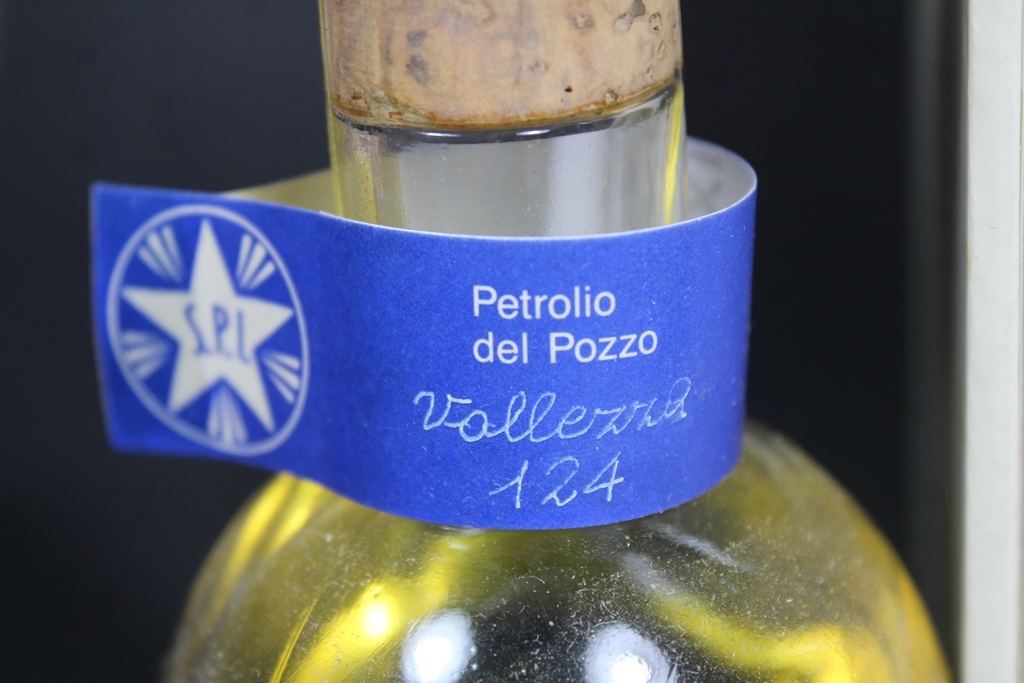 S.P.I.
Petrolio
del Pozzo
Vallezza
124